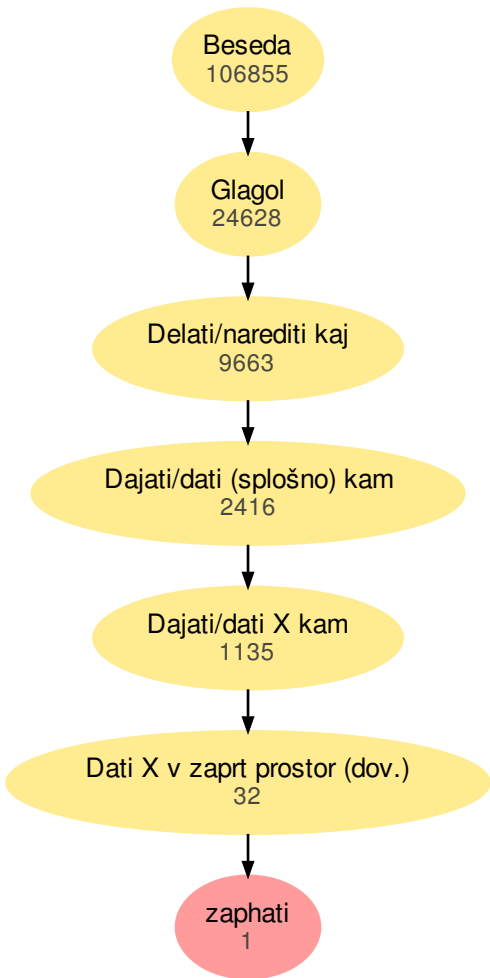 Beseda
106855
Glagol
24628
Delati/narediti kaj
9663
Dajati/dati (splošno) kam
2416
Dajati/dati X kam
1135
Dati X v zaprt prostor (dov.)
32
zaphati
1